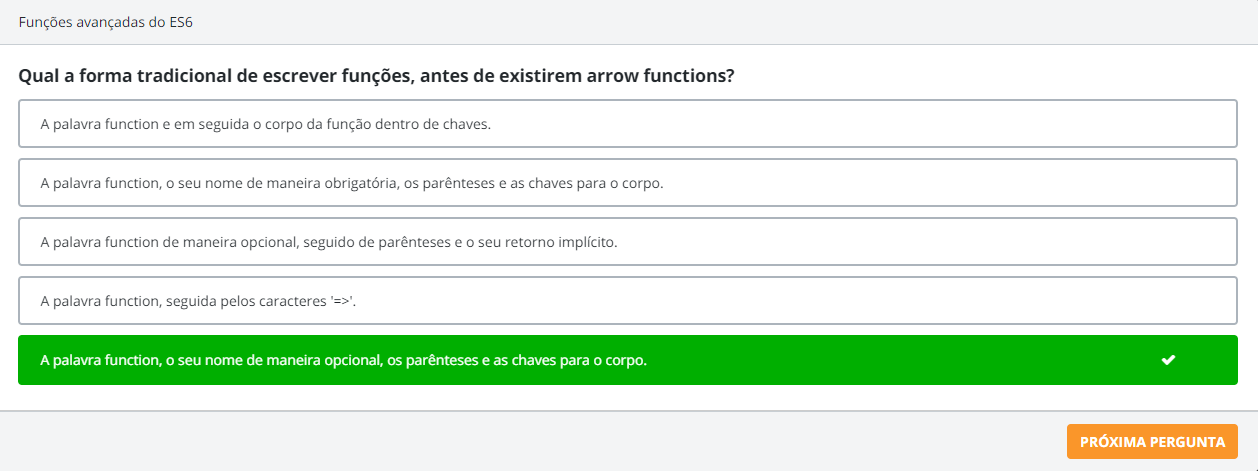 Funções avançadas do ES6
Qual a forma tradicional de escrever funções, antes de existirem arrow functions?
A palavra function e em seguida o corpo da função dentro de chaves.
A palavra function, o seu nome de maneira obrigatória, os parênteses e as chaves para o corpo.
A palavra function de maneira opcional, seguido de parênteses e o seu retorno implícito.
A palavra function, seguida pelos caracteres '=>'.
A palavra function, o seu nome de maneira opcional, os parênteses e as chaves para o corpo.
PRÓXIMA PERGUNTA